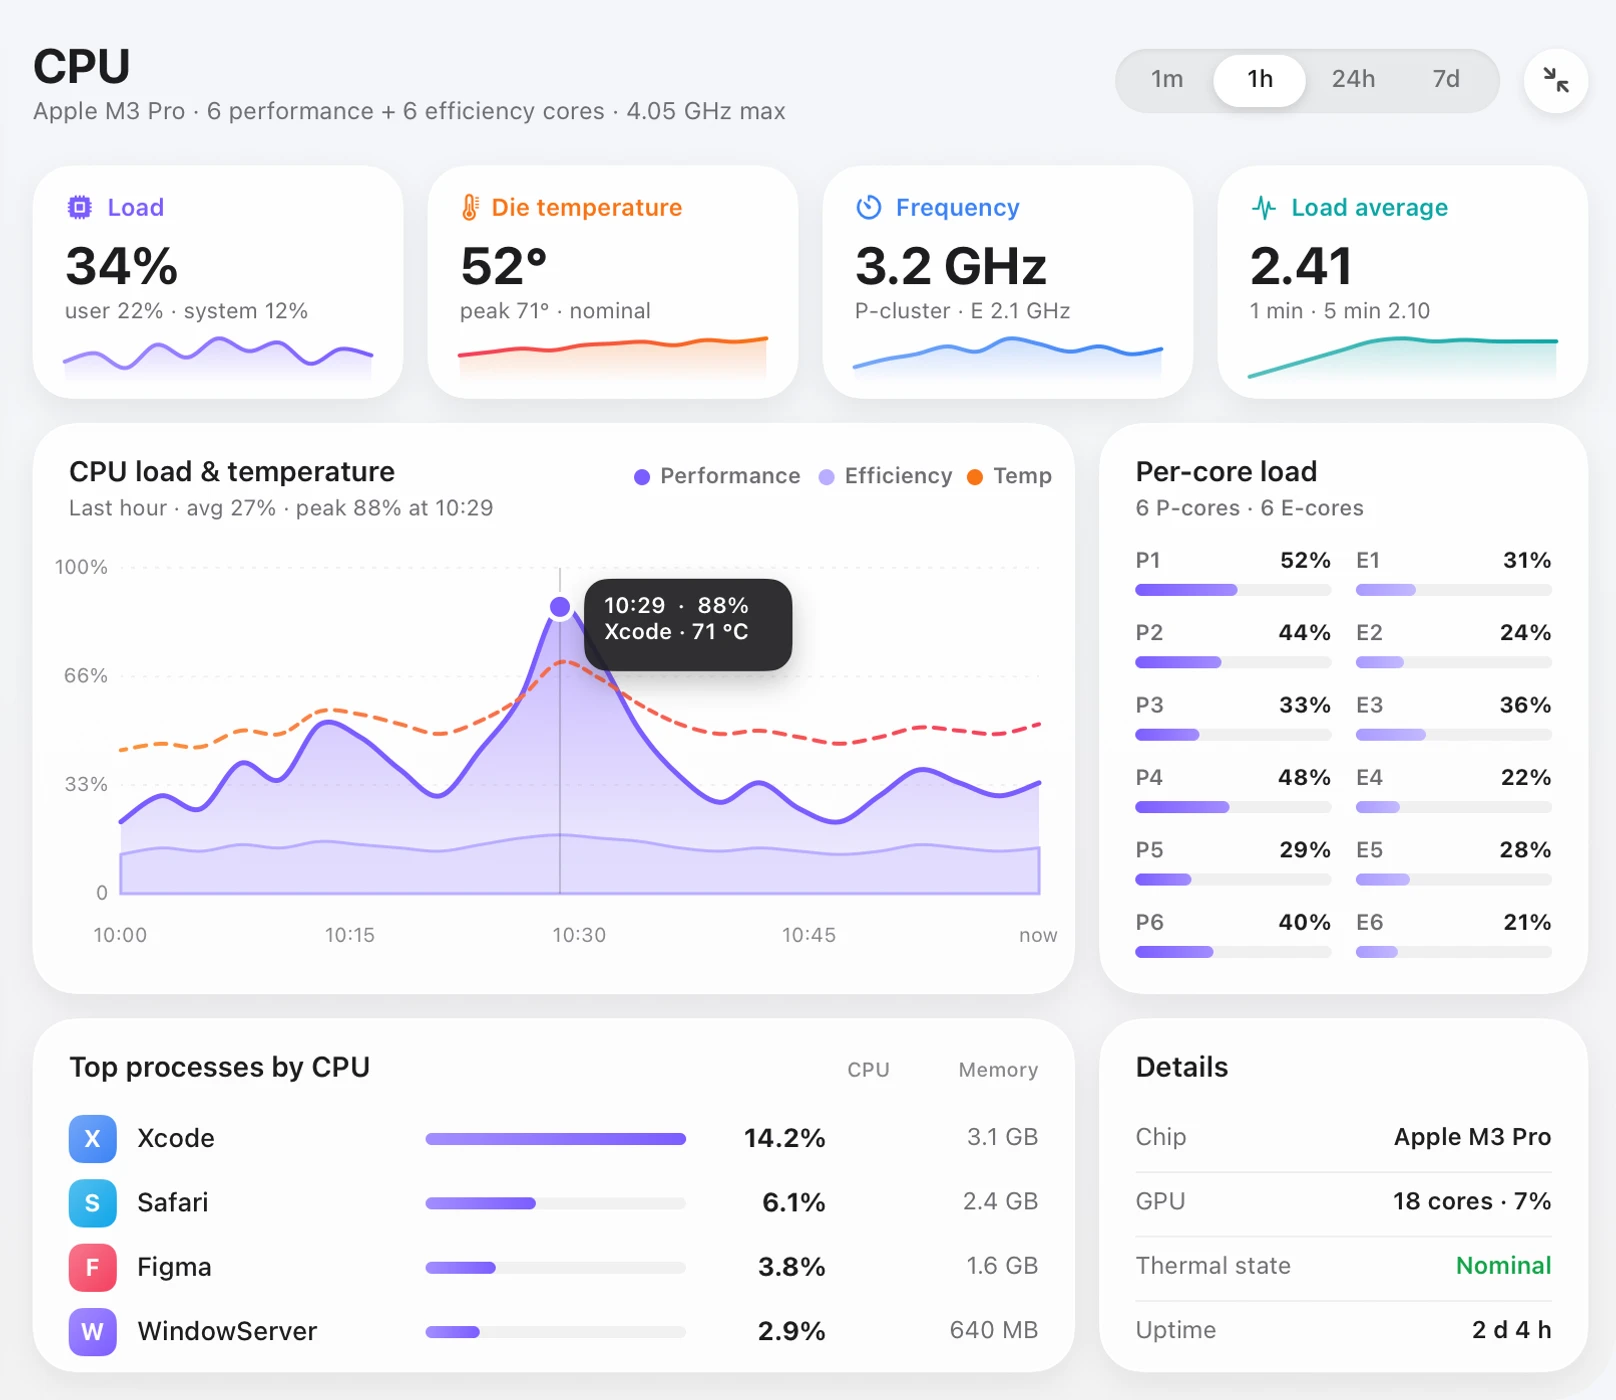 CPU
Apple M3 Pro · 6 performance + 6 efficiency cores · 4.05 GHz max
1m 1h 24h 7d
Load
34%
user 22% · system 12%
Die temperature
52°
peak 71° · nominal
Frequency
3.2 GHz
P-cluster · E 2.1 GHz
Load average
2.41
1 min · 5 min 2.10
CPU load & temperature
Last hour · avg 27% · peak 88% at 10:29
Performance Efficiency Temp
100%
66%
33%
0
10:29 · 88%
Xcode · 71 °C
10:00 10:15 10:30 10:45 now
Per-core load
6 P-cores · 6 E-cores
P1 52% E1 31%
P2 44% E2 24%
P3 33% E3 36%
P4 48% E4 22%
P5 29% E5 28%
P6 40% E6 21%
Top processes by CPU CPU Memory
X Xcode 14.2% 3.1 GB
S Safari 6.1% 2.4 GB
F Figma 3.8% 1.6 GB
W WindowServer 2.9% 640 MB
Details
Chip Apple M3 Pro
GPU 18 cores · 7%
Thermal state Nominal
Uptime 2 d 4 h